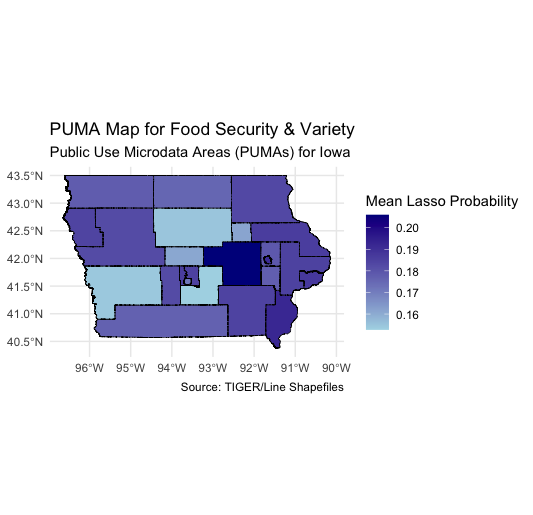 PUMA Map for Food Security & Variety
Public Use Microdata Areas (PUMAs) for Iowa
43.5°N
43.0°N
42.5°N
42.0°N
41.5°N
41.0°N
40.5°N
96°W 95°W 94°W 93°W 92°W 91°W 90°W
Source: TIGER/Line Shapefiles
Mean Lasso Probability
0.20
0.19
0.18
0.17
0.16